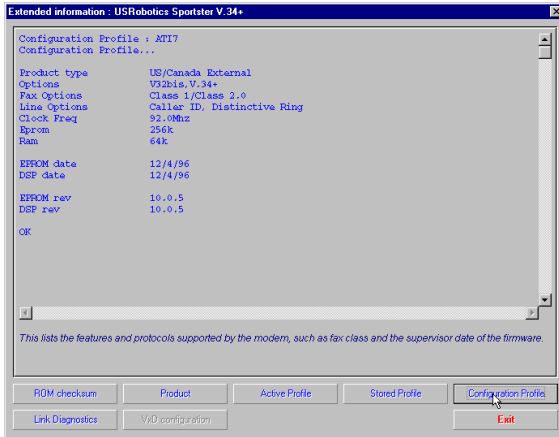 Extended information : USRobotics Sportster V.34+
Configuration Profile : ATI7
Configuration Profile...
Product type US/Canada External
Options V32bis,V.34+
Fax Options Class 1/Class 2.0
Line Options Caller ID, Distinctive Ring
Clock Freq 92.0Mhz
Eprom 256k
Ram 64k
EPROM date 12/4/96
DSP date 12/4/96
EPROM rev 10.0.5
DSP rev 10.0.5
OK
This lists the features and protocols supported by the modem, such as fax class and the supervisor date of the firmware.
ROM checksum Product Active Profile Stored Profile Configuration Profile
Link Diagnostics VxD configuration Exit